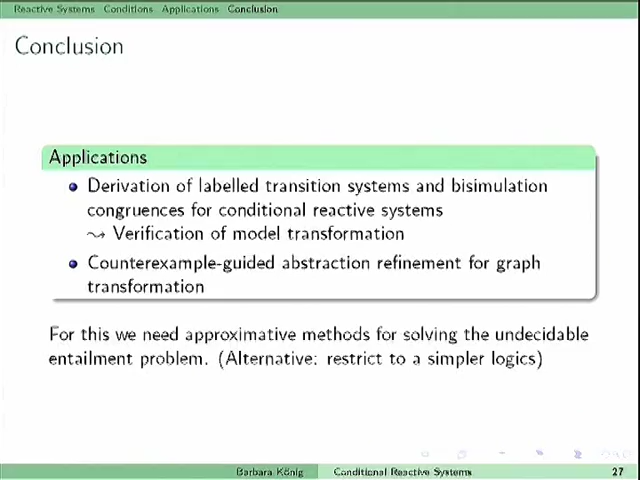 Reactive Systems Conditions Applications Conclusion
Conclusion
Applications
Derivation of labelled transition systems and bisimulation
congruences for conditional reactive systems
⇝ Verification of model transformation
Counterexample-guided abstraction refinement for graph
transformation
For this we need approximative methods for solving the undecidable
entailment problem. (Alternative: restrict to a simpler logics)
Barbara König Conditional Reactive Systems 27